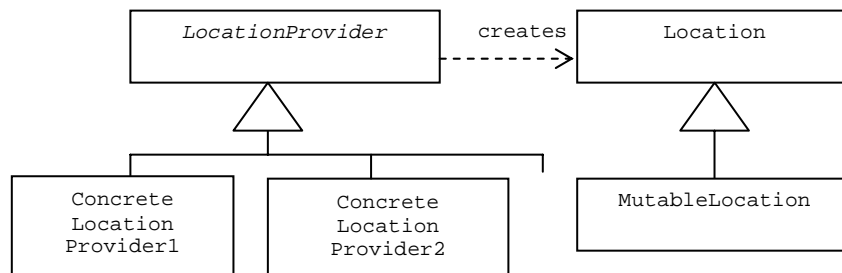 LocationProvider
creates
Location
Concrete
Location
Provider1
Concrete
Location
Provider2
MutableLocation